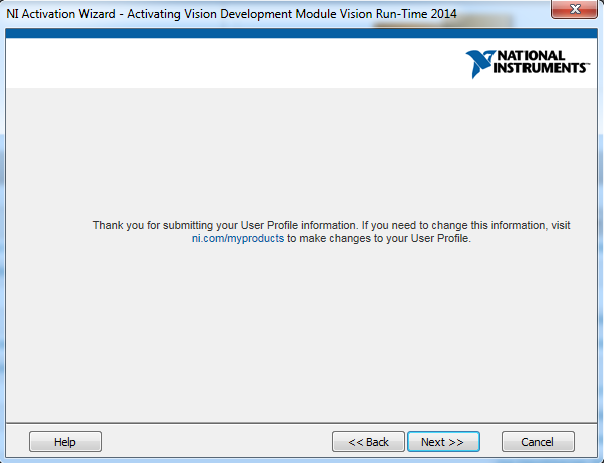 NI Activation Wizard - Activating Vision Development Module Vision Run-Time 2014
NATIONAL
INSTRUMENTS™
Thank you for submitting your User Profile information. If you need to change this information, visit
ni.com/myproducts to make changes to your User Profile.
Help
<< Back
Next >>
Cancel